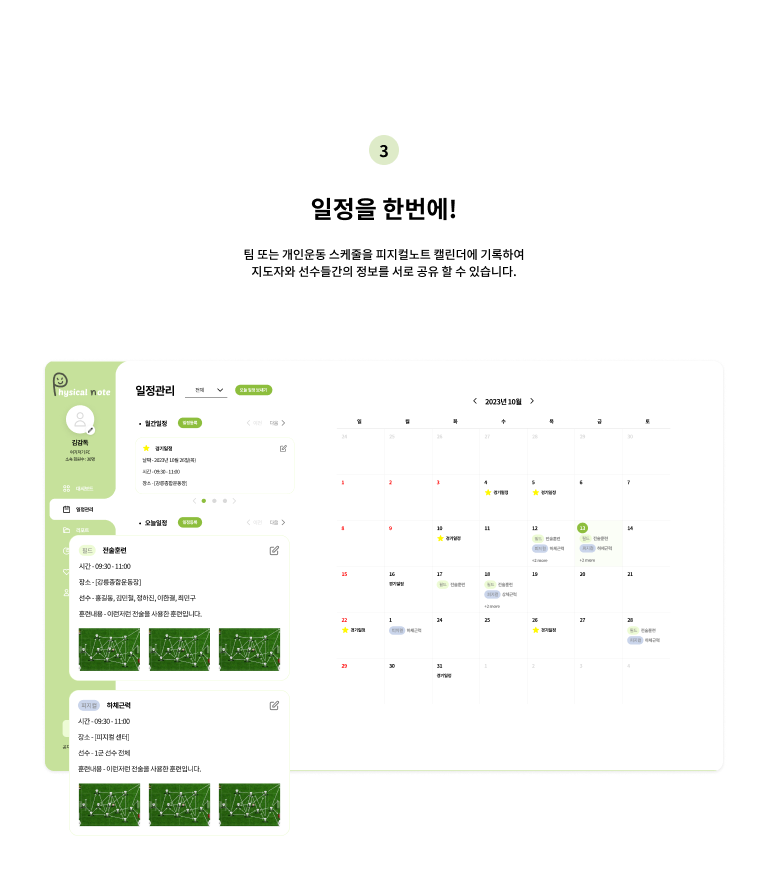 3
일정을 한번에!
팀 또는 개인운동 스케줄을 피지컬노트 캘린더에 기록하여
지도자와 선수들간의 정보를 서로 공유 할 수 있습니다.
Physical note
김감독
일정관리
일정관리
전체
2023년 10월
일 월 화 수 목 금 토
월간일정
일정등록
다음
경기일정
날짜 - 2023년 10월 26일(목)
시간 - 09:30 - 11:00
장소 - [강릉종합운동장]
오늘일정
일정등록
다음
필드 전술훈련
시간 - 09:30 - 11:00
장소 - [강릉종합운동장]
선수 - 홍길동, 김민철, 정하진, 이한결, 최민구
훈련내용 - 이런저런 전술을 사용한 훈련입니다.
피지컬 하체근력
시간 - 09:30 - 11:00
장소 - [피지컬 센터]
선수 - 1군 선수 전체
훈련내용 - 이런저런 전술을 사용한 훈련입니다.
24 25 26 27 28 29 30
1 2 3 4 5 6 7
경기일정 경기일정
8 9 10 11 12 13 14
경기일정 필드 전술훈련 필드 전술훈련
피지컬 하체근력 피지컬 하체근력
+2 more +2 more
15 16 17 18 19 20 21
경기일정 필드 전술훈련 필드 전술훈련
피지컬 상체근력
+2 more
22 1 24 25 26 27 28
경기일정 피지컬 하체근력 경기일정 필드 전술훈련
피지컬 하체근력
29 30 31 1 2 3 4
경기일정